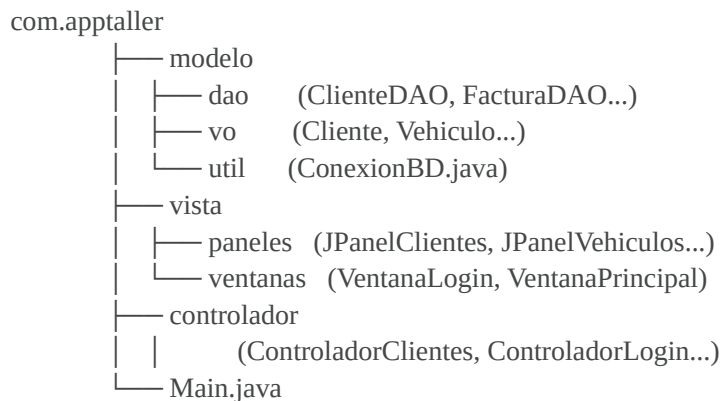 com.apptaller
├── modelo
│ ├── dao (ClienteDAO, FacturaDAO...)
│ ├── vo (Cliente, Vehiculo...)
│ └── util (ConexionBD.java)
├── vista
│ ├── paneles (JPanelClientes, JPanelVehiculos...)
│ └── ventanas (VentanaLogin, VentanaPrincipal)
├── controlador
│ │ (ControladorClientes, ControladorLogin...)
└── Main.java